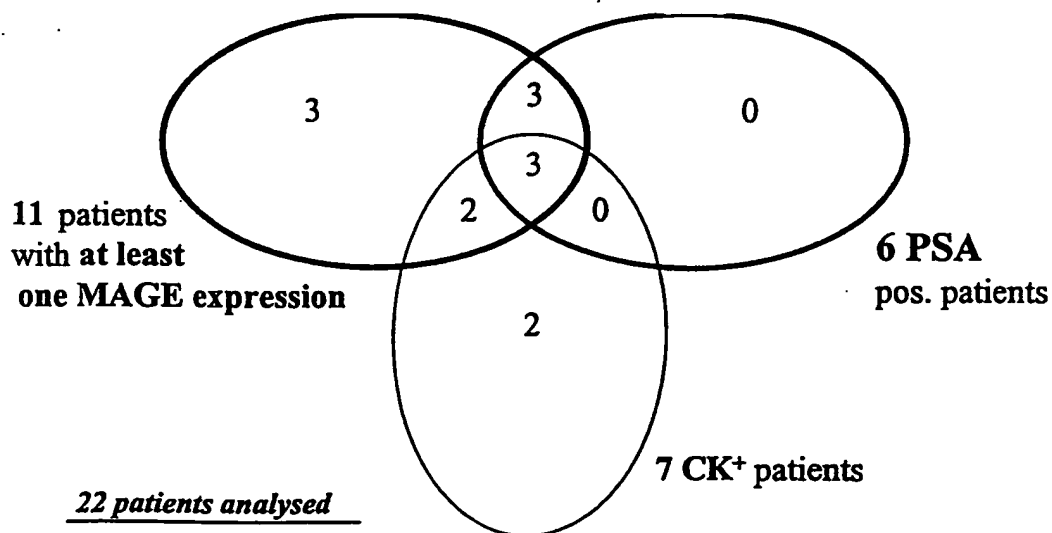 3
3
0
3
2
0
11 patients
with at least
one MAGE expression
6 PSA
pos. patients
2
7 CK⁺ patients
22 patients analysed